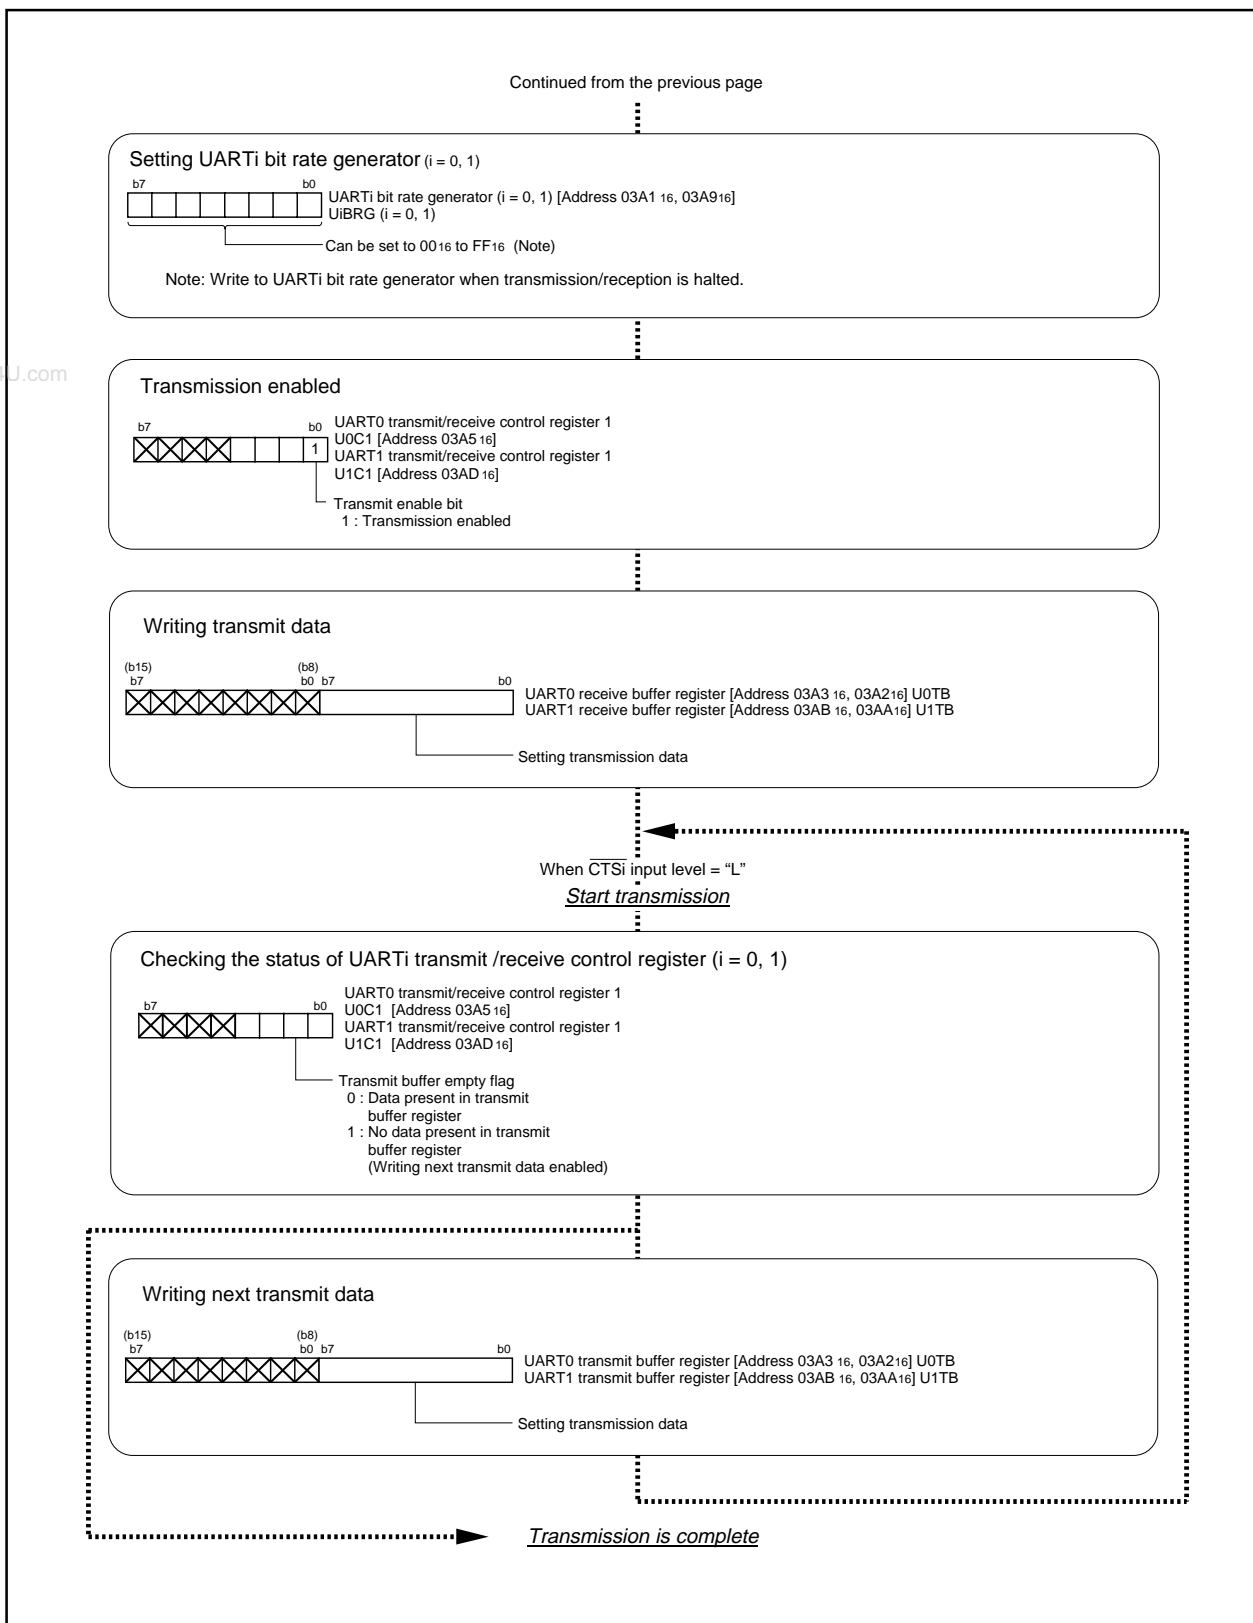 Continued from the previous page
Setting UARTi bit rate generator (i = 0, 1)
b7 b0
UARTi bit rate generator (i = 0, 1) [Address 03A1 16, 03A916]
UiBRG (i = 0, 1)
Can be set to 0016 to FF16 (Note)
Note: Write to UARTi bit rate generator when transmission/reception is halted.
U.com
Transmission enabled
b7 b0
1
UART0 transmit/receive control register 1
U0C1 [Address 03A5 16]
UART1 transmit/receive control register 1
U1C1 [Address 03AD 16]
Transmit enable bit
1 : Transmission enabled
Writing transmit data
(b15) (b8)
b7 b0 b7 b0
UART0 receive buffer register [Address 03A3 16, 03A216] U0TB
UART1 receive buffer register [Address 03AB 16, 03AA16] U1TB
Setting transmission data
When CTSi input level = “L”
Start transmission
Checking the status of UARTi transmit /receive control register (i = 0, 1)
b7 b0
UART0 transmit/receive control register 1
U0C1 [Address 03A5 16]
UART1 transmit/receive control register 1
U1C1 [Address 03AD 16]
Transmit buffer empty flag
0 : Data present in transmit
buffer register
1 : No data present in transmit
buffer register
(Writing next transmit data enabled)
Writing next transmit data
(b15) (b8)
b7 b0 b7 b0
UART0 transmit buffer register [Address 03A3 16, 03A216] U0TB
UART1 transmit buffer register [Address 03AB 16, 03AA16] U1TB
Setting transmission data
Transmission is complete